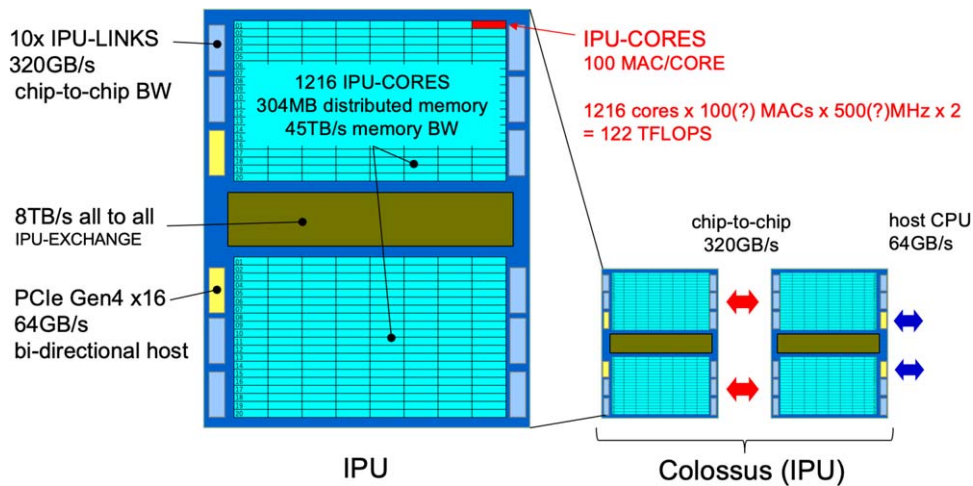 10x IPU-LINKS
320GB/s
chip-to-chip BW
1216 IPU-CORES
304MB distributed memory
45TB/s memory BW
IPU-CORES
100 MAC/CORE
1216 cores x 100(?) MACs x 500(?)MHz x 2
= 122 TFLOPS
8TB/s all to all
IPU-EXCHANGE
PCIe Gen4 x16
64GB/s
bi-directional host
chip-to-chip
320GB/s
host CPU
64GB/s
IPU
Colossus (IPU)